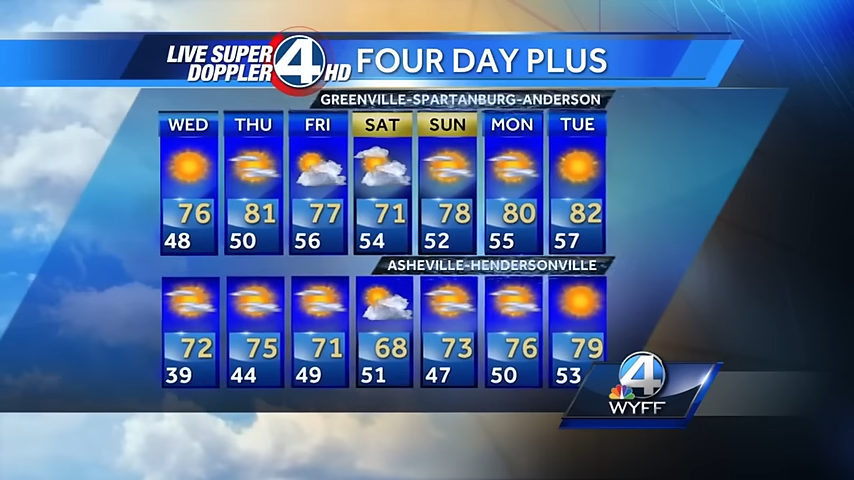 LIVE SUPER
DOPPLER 4 HD FOUR DAY PLUS
GREENVILLE-SPARTANBURG-ANDERSON
WED THU FRI SAT SUN MON TUE
76 81 77 71 78 80 82
48 50 56 54 52 55 57
ASHEVILLE-HENDERSONVILLE
72 75 71 68 73 76 79
39 44 49 51 47 50 53
4
WYFF